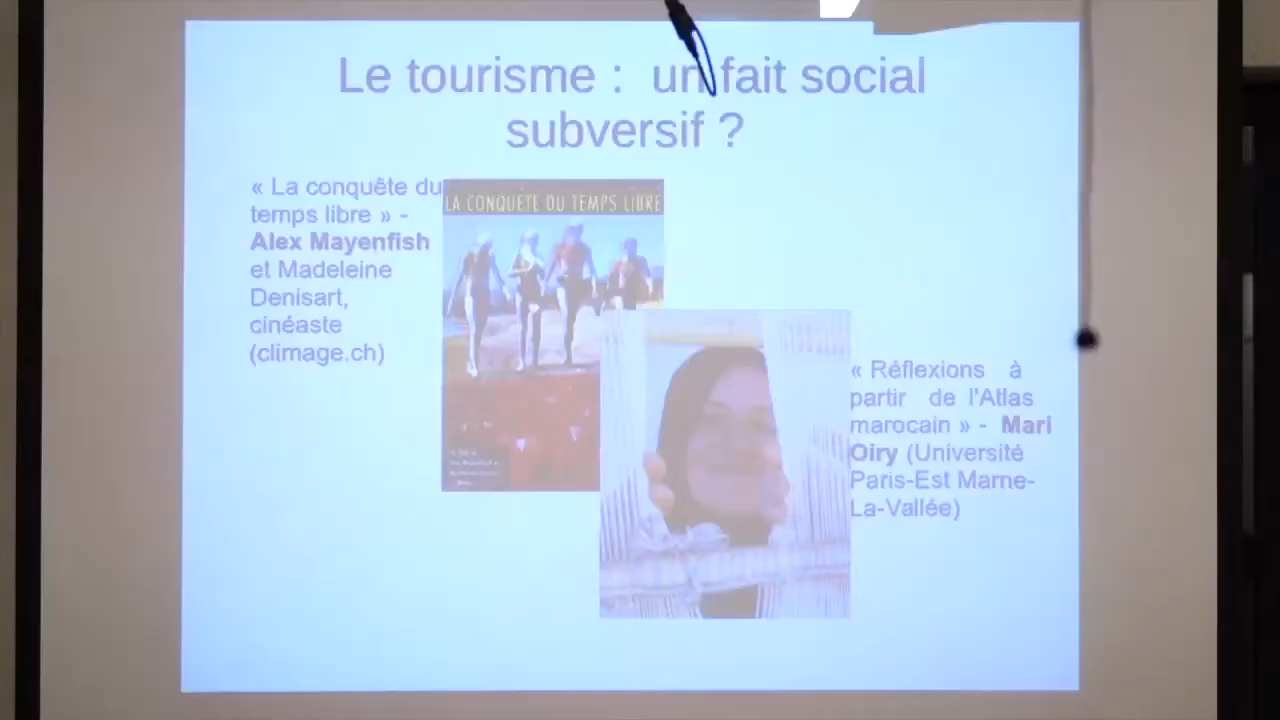 Le tourisme : un fait social
subversif ?
« La conquête du
temps libre » -
Alex Mayenfish
et Madeleine
Denisart,
cinéaste
(climage.ch)
LA CONQUÊTE DU TEMPS LIBRE
« Réflexions à
partir de l'Atlas
marocain » - Mari
Oiry (Université
Paris-Est Marne-
La-Vallée)